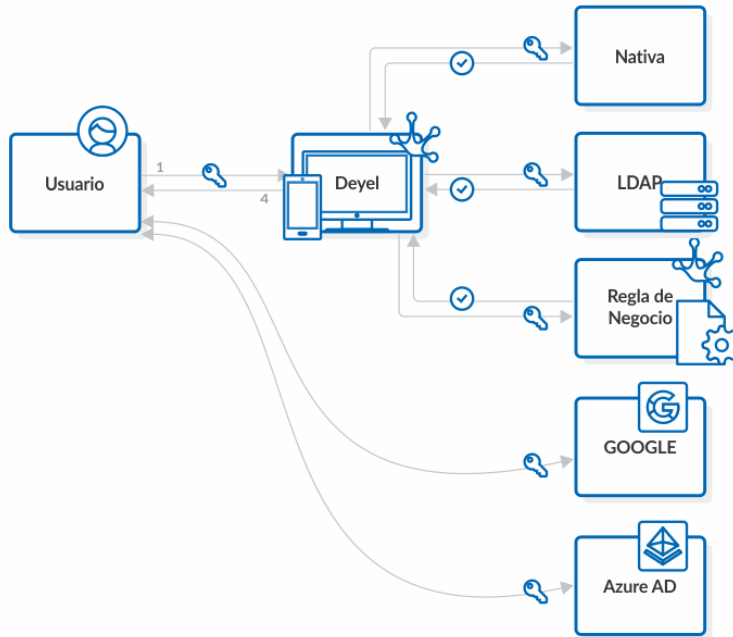 Nativa
Usuario
1
4
Deyel
LDAP
Regla de
Negocio
GOOGLE
Azure AD